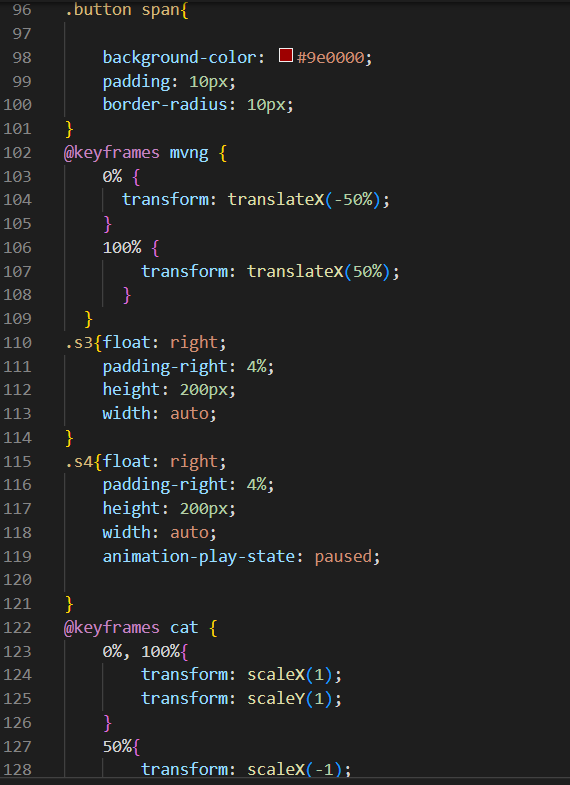 96 .button span{
97
98 background-color: #9e0000;
99 padding: 10px;
100 border-radius: 10px;
101 }
102 @keyframes mvng {
103 0% {
104 transform: translateX(-50%);
105 }
106 100% {
107 transform: translateX(50%);
108 }
109 }
110 .s3{float: right;
111 padding-right: 4%;
112 height: 200px;
113 width: auto;
114 }
115 .s4{float: right;
116 padding-right: 4%;
117 height: 200px;
118 width: auto;
119 animation-play-state: paused;
120
121 }
122 @keyframes cat {
123 0%, 100%{
124 transform: scaleX(1);
125 transform: scaleY(1);
126 }
127 50%{
128 transform: scaleX(-1);